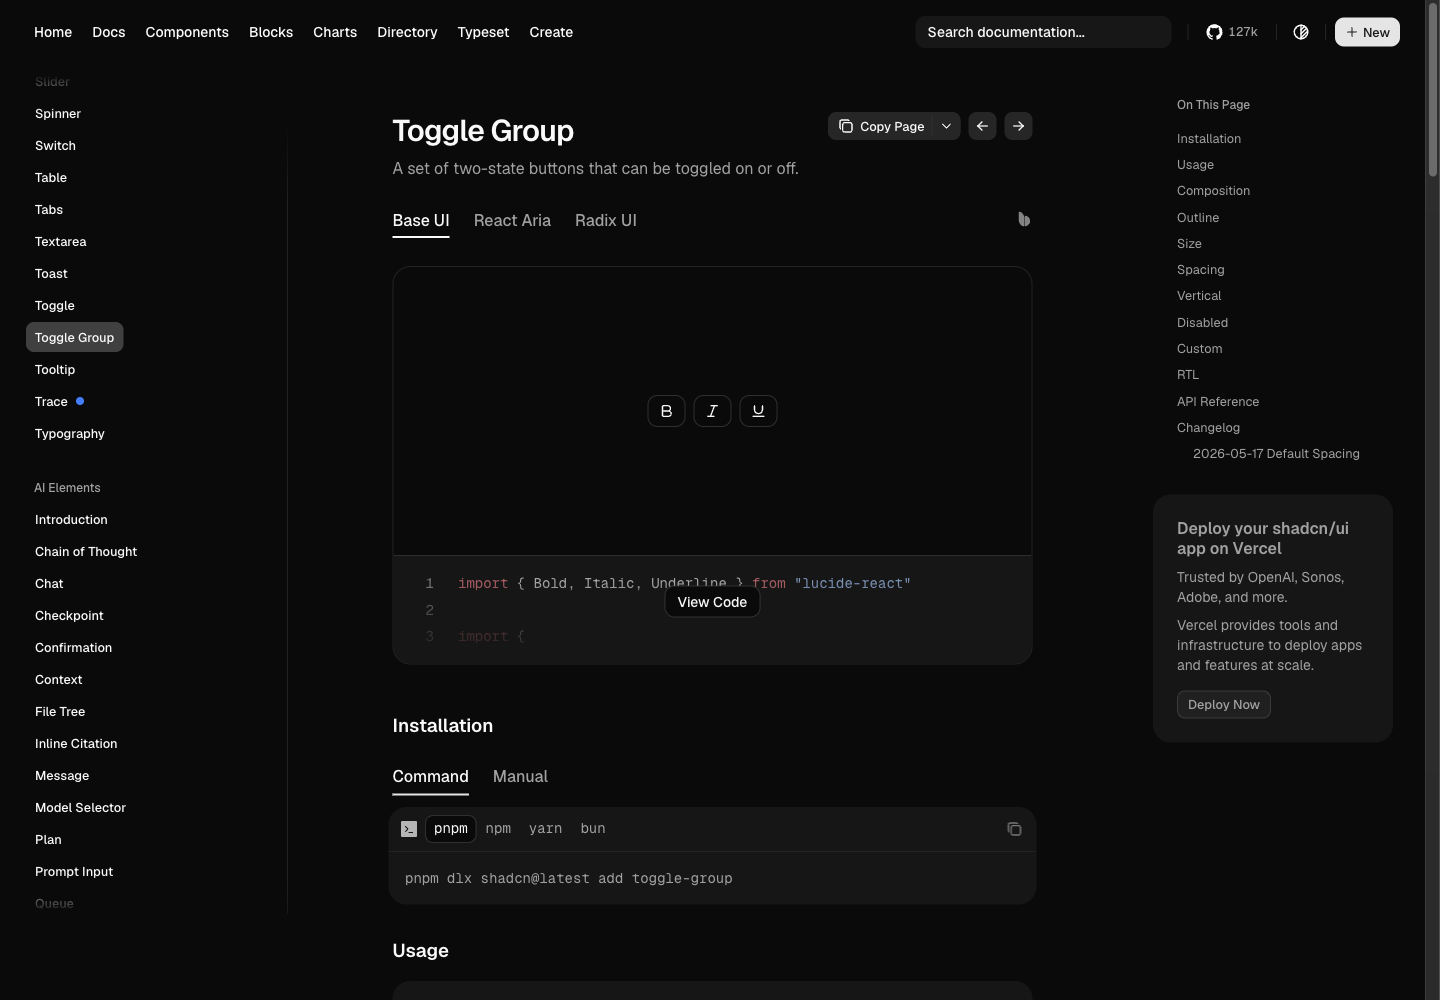 Home Docs Components Blocks Charts Directory Typeset Create
Search documentation...
127k
New
Slider
Spinner
Switch
Table
Tabs
Textarea
Toast
Toggle
Toggle Group
Tooltip
Trace
Typography
AI Elements
Introduction
Chain of Thought
Chat
Checkpoint
Confirmation
Context
File Tree
Inline Citation
Message
Model Selector
Plan
Prompt Input
Queue
Toggle Group
Copy Page
A set of two-state buttons that can be toggled on or off.
Base UI React Aria Radix UI
B I U
1 import { Bold, Italic, Underline } from "lucide-react"
View Code
2
3 import {
Installation
Command Manual
pnpm npm yarn bun
pnpm dlx shadcn@latest add toggle-group
Usage
On This Page
Installation
Usage
Composition
Outline
Size
Spacing
Vertical
Disabled
Custom
RTL
API Reference
Changelog
2026-05-17 Default Spacing
Deploy your shadcn/ui
app on Vercel
Trusted by OpenAI, Sonos,
Adobe, and more.
Vercel provides tools and
infrastructure to deploy apps
and features at scale.
Deploy Now